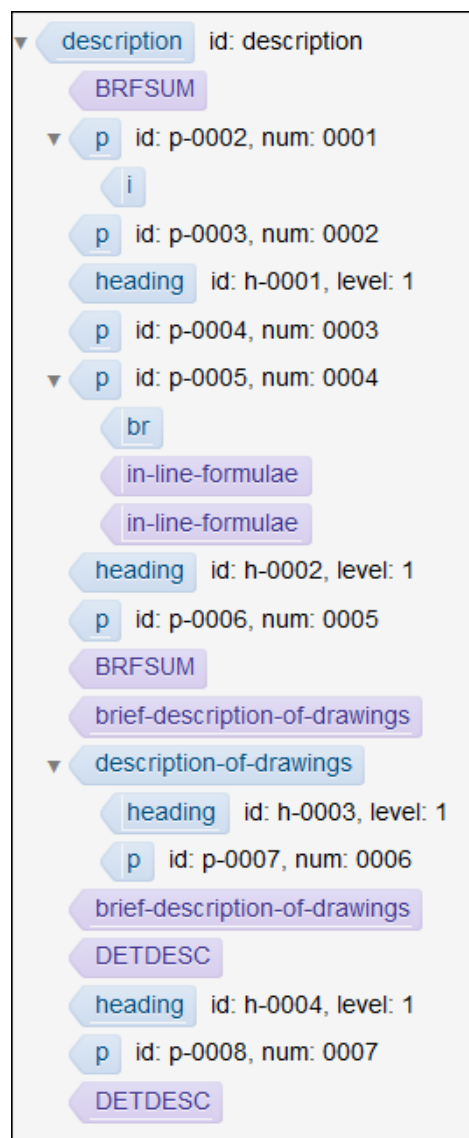 description id: description
BRFSUM
p id: p-0002, num: 0001
i
p id: p-0003, num: 0002
heading id: h-0001, level: 1
p id: p-0004, num: 0003
p id: p-0005, num: 0004
br
in-line-formulae
in-line-formulae
heading id: h-0002, level: 1
p id: p-0006, num: 0005
BRFSUM
brief-description-of-drawings
description-of-drawings
heading id: h-0003, level: 1
p id: p-0007, num: 0006
brief-description-of-drawings
DETDESC
heading id: h-0004, level: 1
p id: p-0008, num: 0007
DETDESC